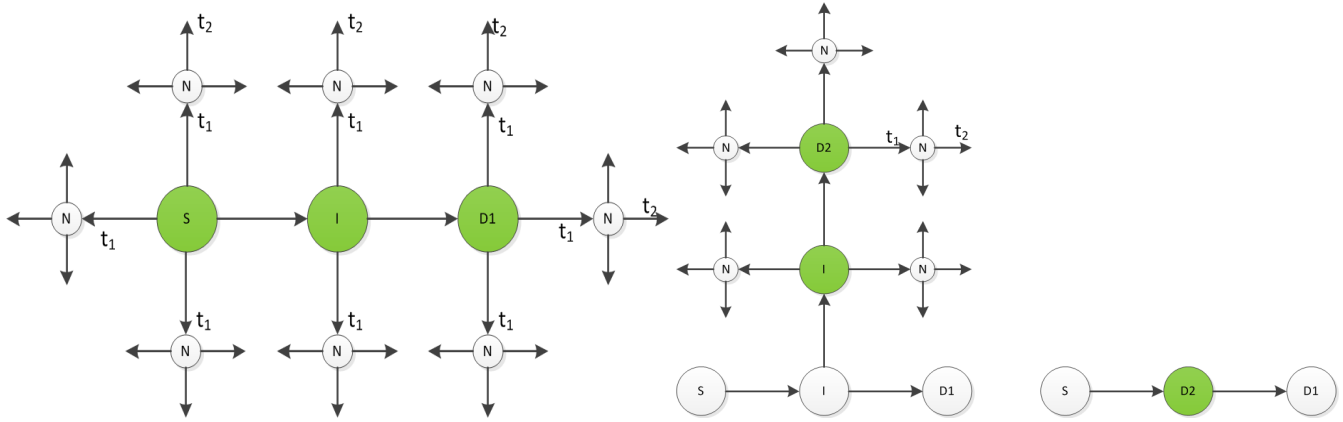 t₂ t₂ t₂
N N N
t₁ t₁ t₁
N S I D1 N t₂
t₁ t₁
t₁ t₁ t₁
N N N
N
N D2 t₁ N t₂
N I N
S I D1
S D2 D1